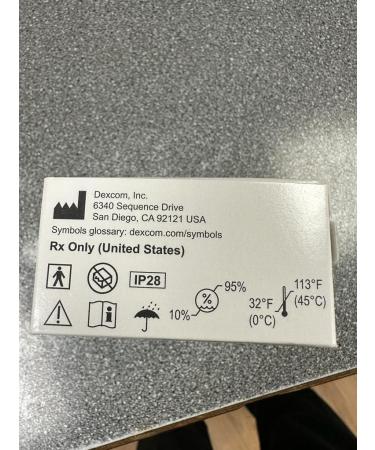 Dexcom, Inc.
6340 Sequence Drive
San Diego, CA 92121 USA
Symbols glossary: dexcom.com/symbols
Rx Only (United States)
IP28
10% % 95%
32°F (0°C)
113°F (45°C)